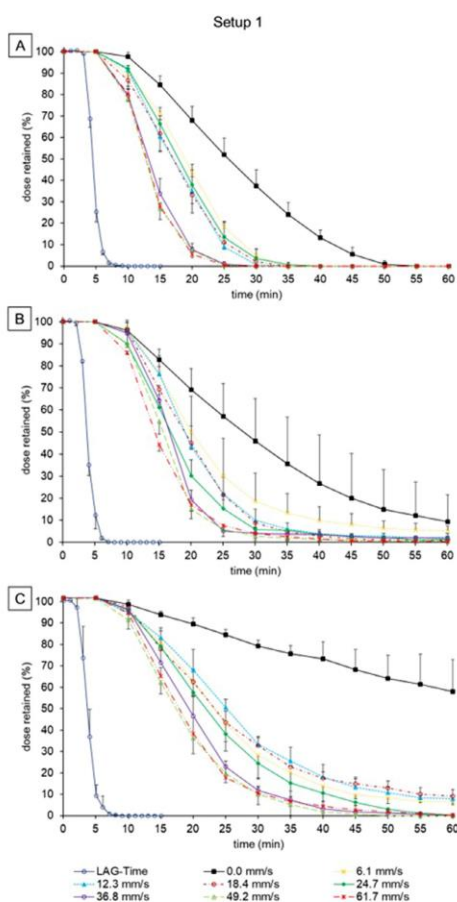 Setup 1
A
100
90
80
70
60
50
40
30
20
10
0
dose retained (%)
0 5 10 15 20 25 30 35 40 45 50 55 60
time (min)
B
100
90
80
70
60
50
40
30
20
10
0
dose retained (%)
0 5 10 15 20 25 30 35 40 45 50 55 60
time (min)
C
100
90
80
70
60
50
40
30
20
10
0
dose retained (%)
0 5 10 15 20 25 30 35 40 45 50 55 60
time (min)
LAG-Time 0.0 mm/s 6.1 mm/s
12.3 mm/s 18.4 mm/s 24.7 mm/s
36.8 mm/s 49.2 mm/s 61.7 mm/s